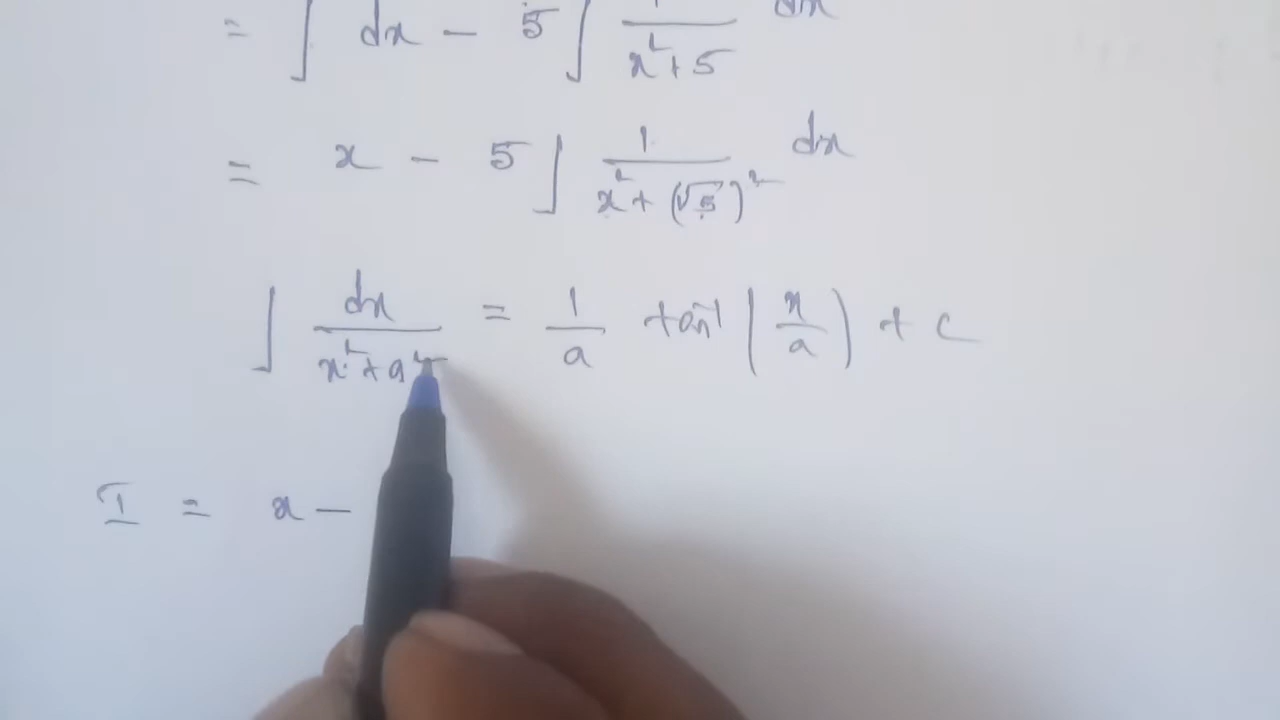 = ∫ dx - 5 ∫ 1/(x² + 5) dx
= x - 5 ∫ 1/(x² + (√5)²) dx
∫ dx/(x² + a²) = 1/a tan⁻¹ (x/a) + c
I = x -